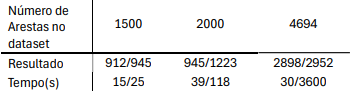 Número de
Arestas no
dataset
1500 2000 4694
Resultado 912/945 945/1223 2898/2952
Tempo(s) 15/25 39/118 30/3600